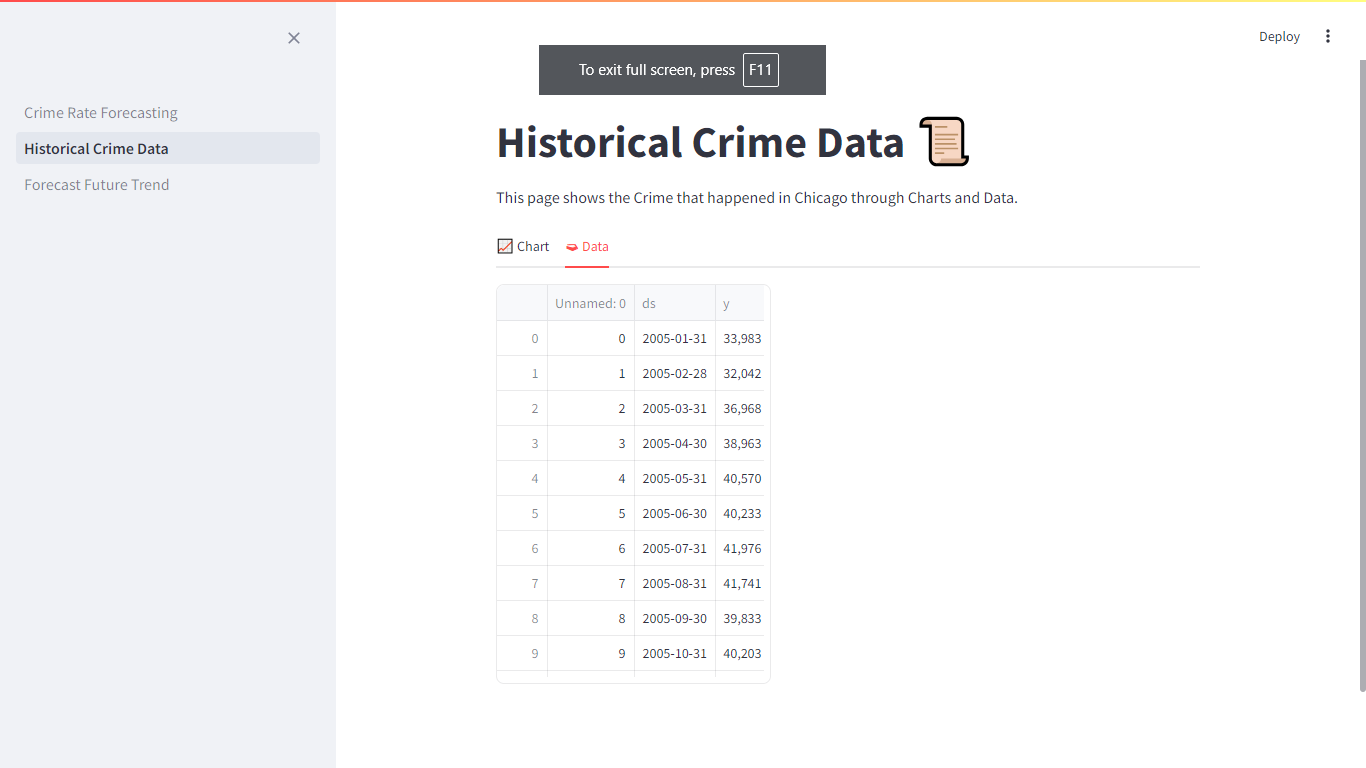 Deploy
To exit full screen, press F11
Crime Rate Forecasting
Historical Crime Data
Forecast Future Trend
Historical Crime Data
This page shows the Crime that happened in Chicago through Charts and Data.
Chart Data
Unnamed: 0 ds y
0 0 2005-01-31 33,983
1 1 2005-02-28 32,042
2 2 2005-03-31 36,968
3 3 2005-04-30 38,963
4 4 2005-05-31 40,570
5 5 2005-06-30 40,233
6 6 2005-07-31 41,976
7 7 2005-08-31 41,741
8 8 2005-09-30 39,833
9 9 2005-10-31 40,203